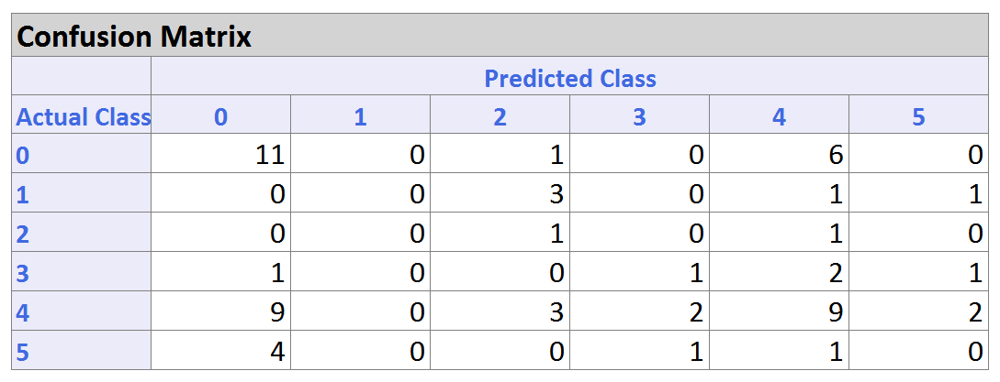 Confusion Matrix
Predicted Class
Actual Class 0 1 2 3 4 5
0 11 0 1 0 6 0
1 0 0 3 0 1 1
2 0 0 1 0 1 0
3 1 0 0 1 2 1
4 9 0 3 2 9 2
5 4 0 0 1 1 0